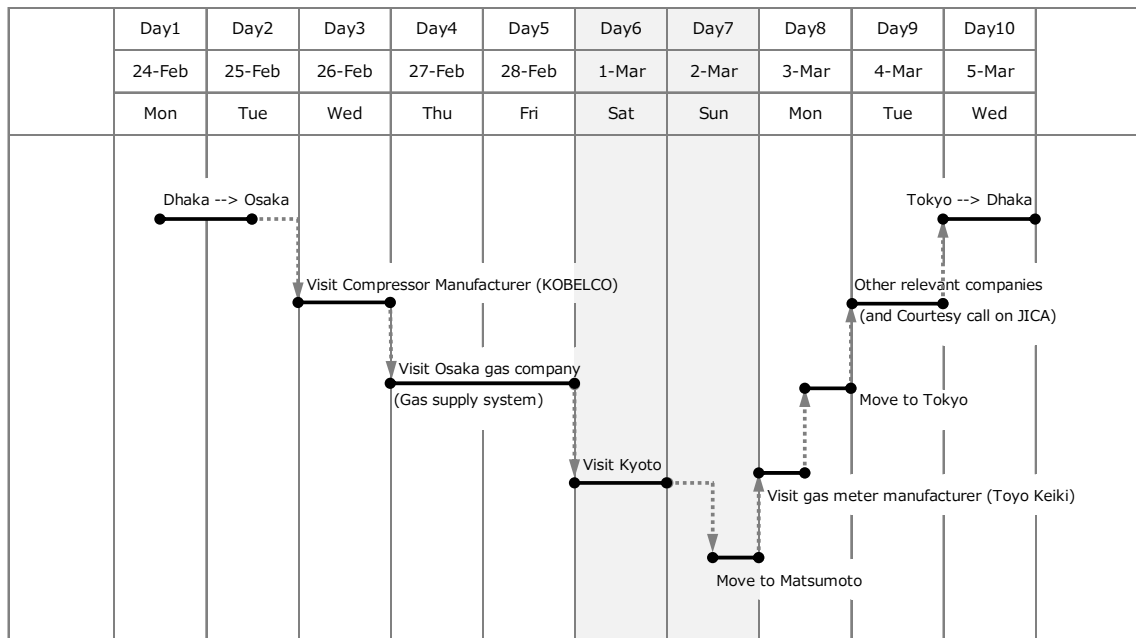 Day1 Day2 Day3 Day4 Day5 Day6 Day7 Day8 Day9 Day10
24-Feb 25-Feb 26-Feb 27-Feb 28-Feb 1-Mar 2-Mar 3-Mar 4-Mar 5-Mar
Mon Tue Wed Thu Fri Sat Sun Mon Tue Wed
Dhaka --> Osaka
Tokyo --> Dhaka
Visit Compressor Manufacturer (KOBELCO)
Other relevant companies
(and Courtesy call on JICA)
Visit Osaka gas company
(Gas supply system)
Move to Tokyo
Visit Kyoto
Visit gas meter manufacturer (Toyo Keiki)
Move to Matsumoto